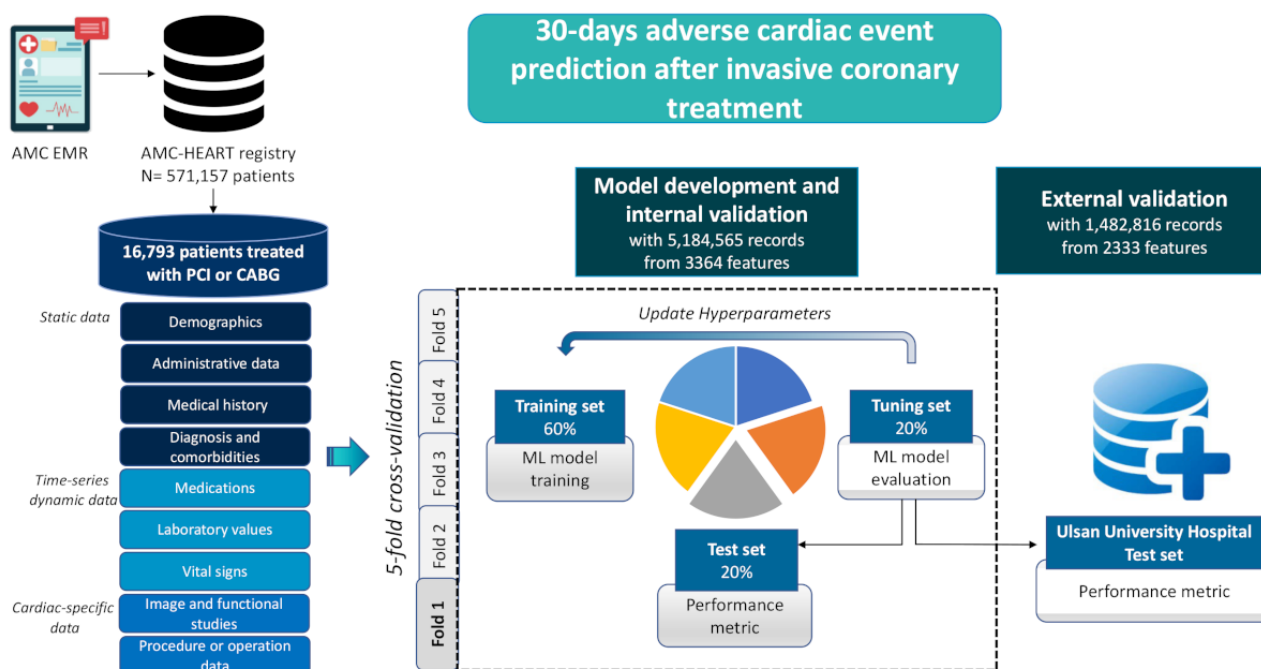 30-days adverse cardiac event
prediction after invasive coronary
treatment
AMC EMR
AMC-HEART registry
N= 571,157 patients
16,793 patients treated
with PCI or CABG
Static data
Demographics
Administrative data
Medical history
Diagnosis and
comorbidities
Time-series
dynamic data
Medications
Laboratory values
Vital signs
Cardiac-specific
data
Image and functional
studies
Procedure or operation
data
Model development and
internal validation
with 5,184,565 records
from 3364 features
External validation
with 1,482,816 records
from 2333 features
5-fold cross-validation
Fold 5
Fold 4
Fold 3
Fold 2
Fold 1
Update Hyperparameters
Training set
60%
ML model
training
Tuning set
20%
ML model
evaluation
Test set
20%
Performance
metric
Ulsan University Hospital
Test set
Performance metric